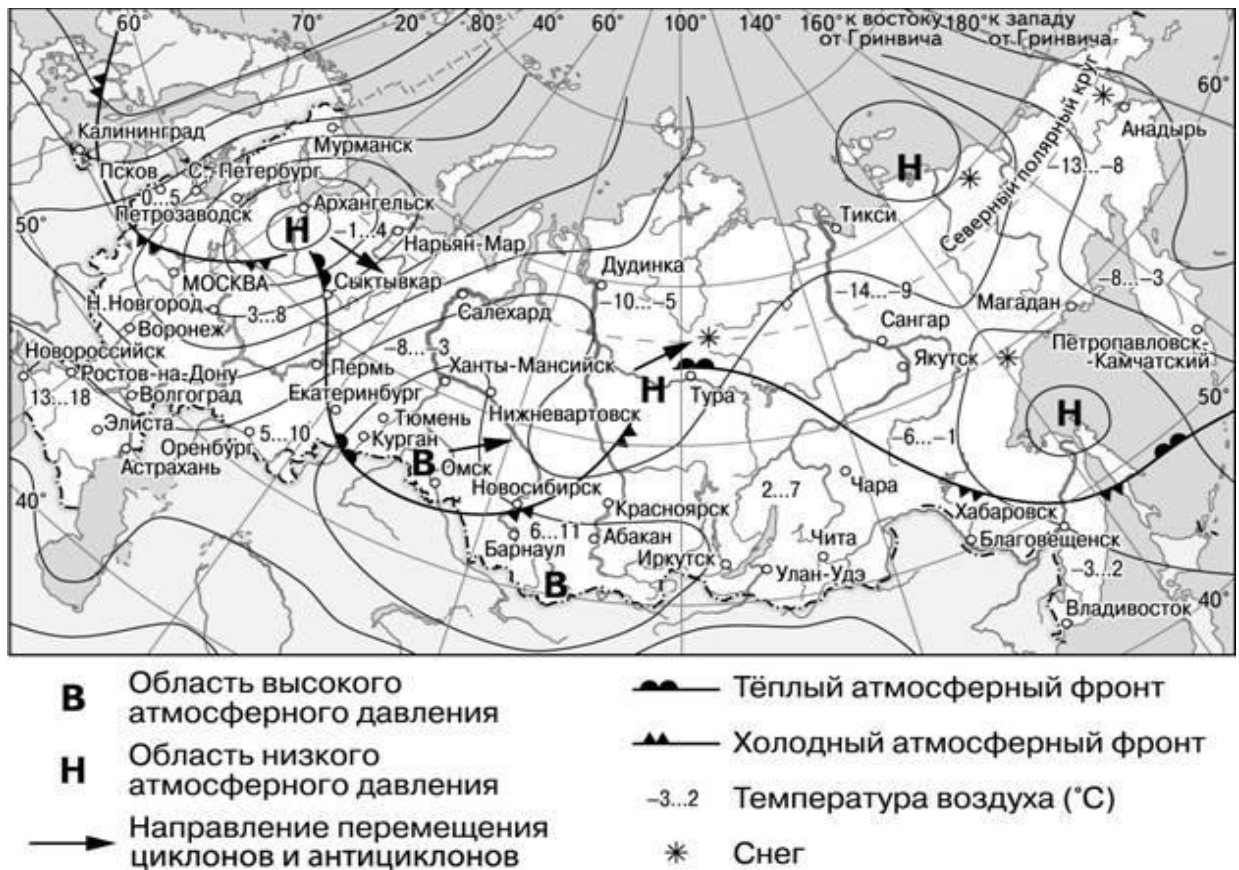 60° 70° 20° 30° 40° 60° 100° 140° 160° к востоку 180° к западу
от Гринвича от Гринвича
60°
Калининград
Мурманск
Анадырь
Псков С.-Петербург
–13...–8
0...5
Северный полярный круг
Н
Петрозаводск
Архангельск
50°
Н
–1...4
Нарьян-Мар
Тикси
МОСКВА
Сыктывкар
Дудинка
–8...–3
Н.Новгород
3...8
Салехард
–10...–5
–14...–9
Магадан
Воронеж
Сангар
Новороссийск
–8...–3
Ханты-Мансийск
Якутск
Петропавловск-
-Камчатский
Ростов-на-Дону
Пермь
Н
Тура
Волгоград
Екатеринбург
50°
13...18
Тюмень
Нижневартовск
Н
Элиста
Оренбург
5...10
Курган
–6...–1
Астрахань
В
Омск
2...7
Чара
40°
Новосибирск
Красноярск
Хабаровск
6...11
Абакан
Чита
Благовещенск
Барнаул
Иркутск
В
Улан-Удэ
–3...2
40°
Владивосток
80° 100° 120°
В Область высокого
атмосферного давления
Н Область низкого
атмосферного давления
Направление перемещения
циклонов и антициклонов
Тёплый атмосферный фронт
Холодный атмосферный фронт
–3...2 Температура воздуха (°С)
Снег